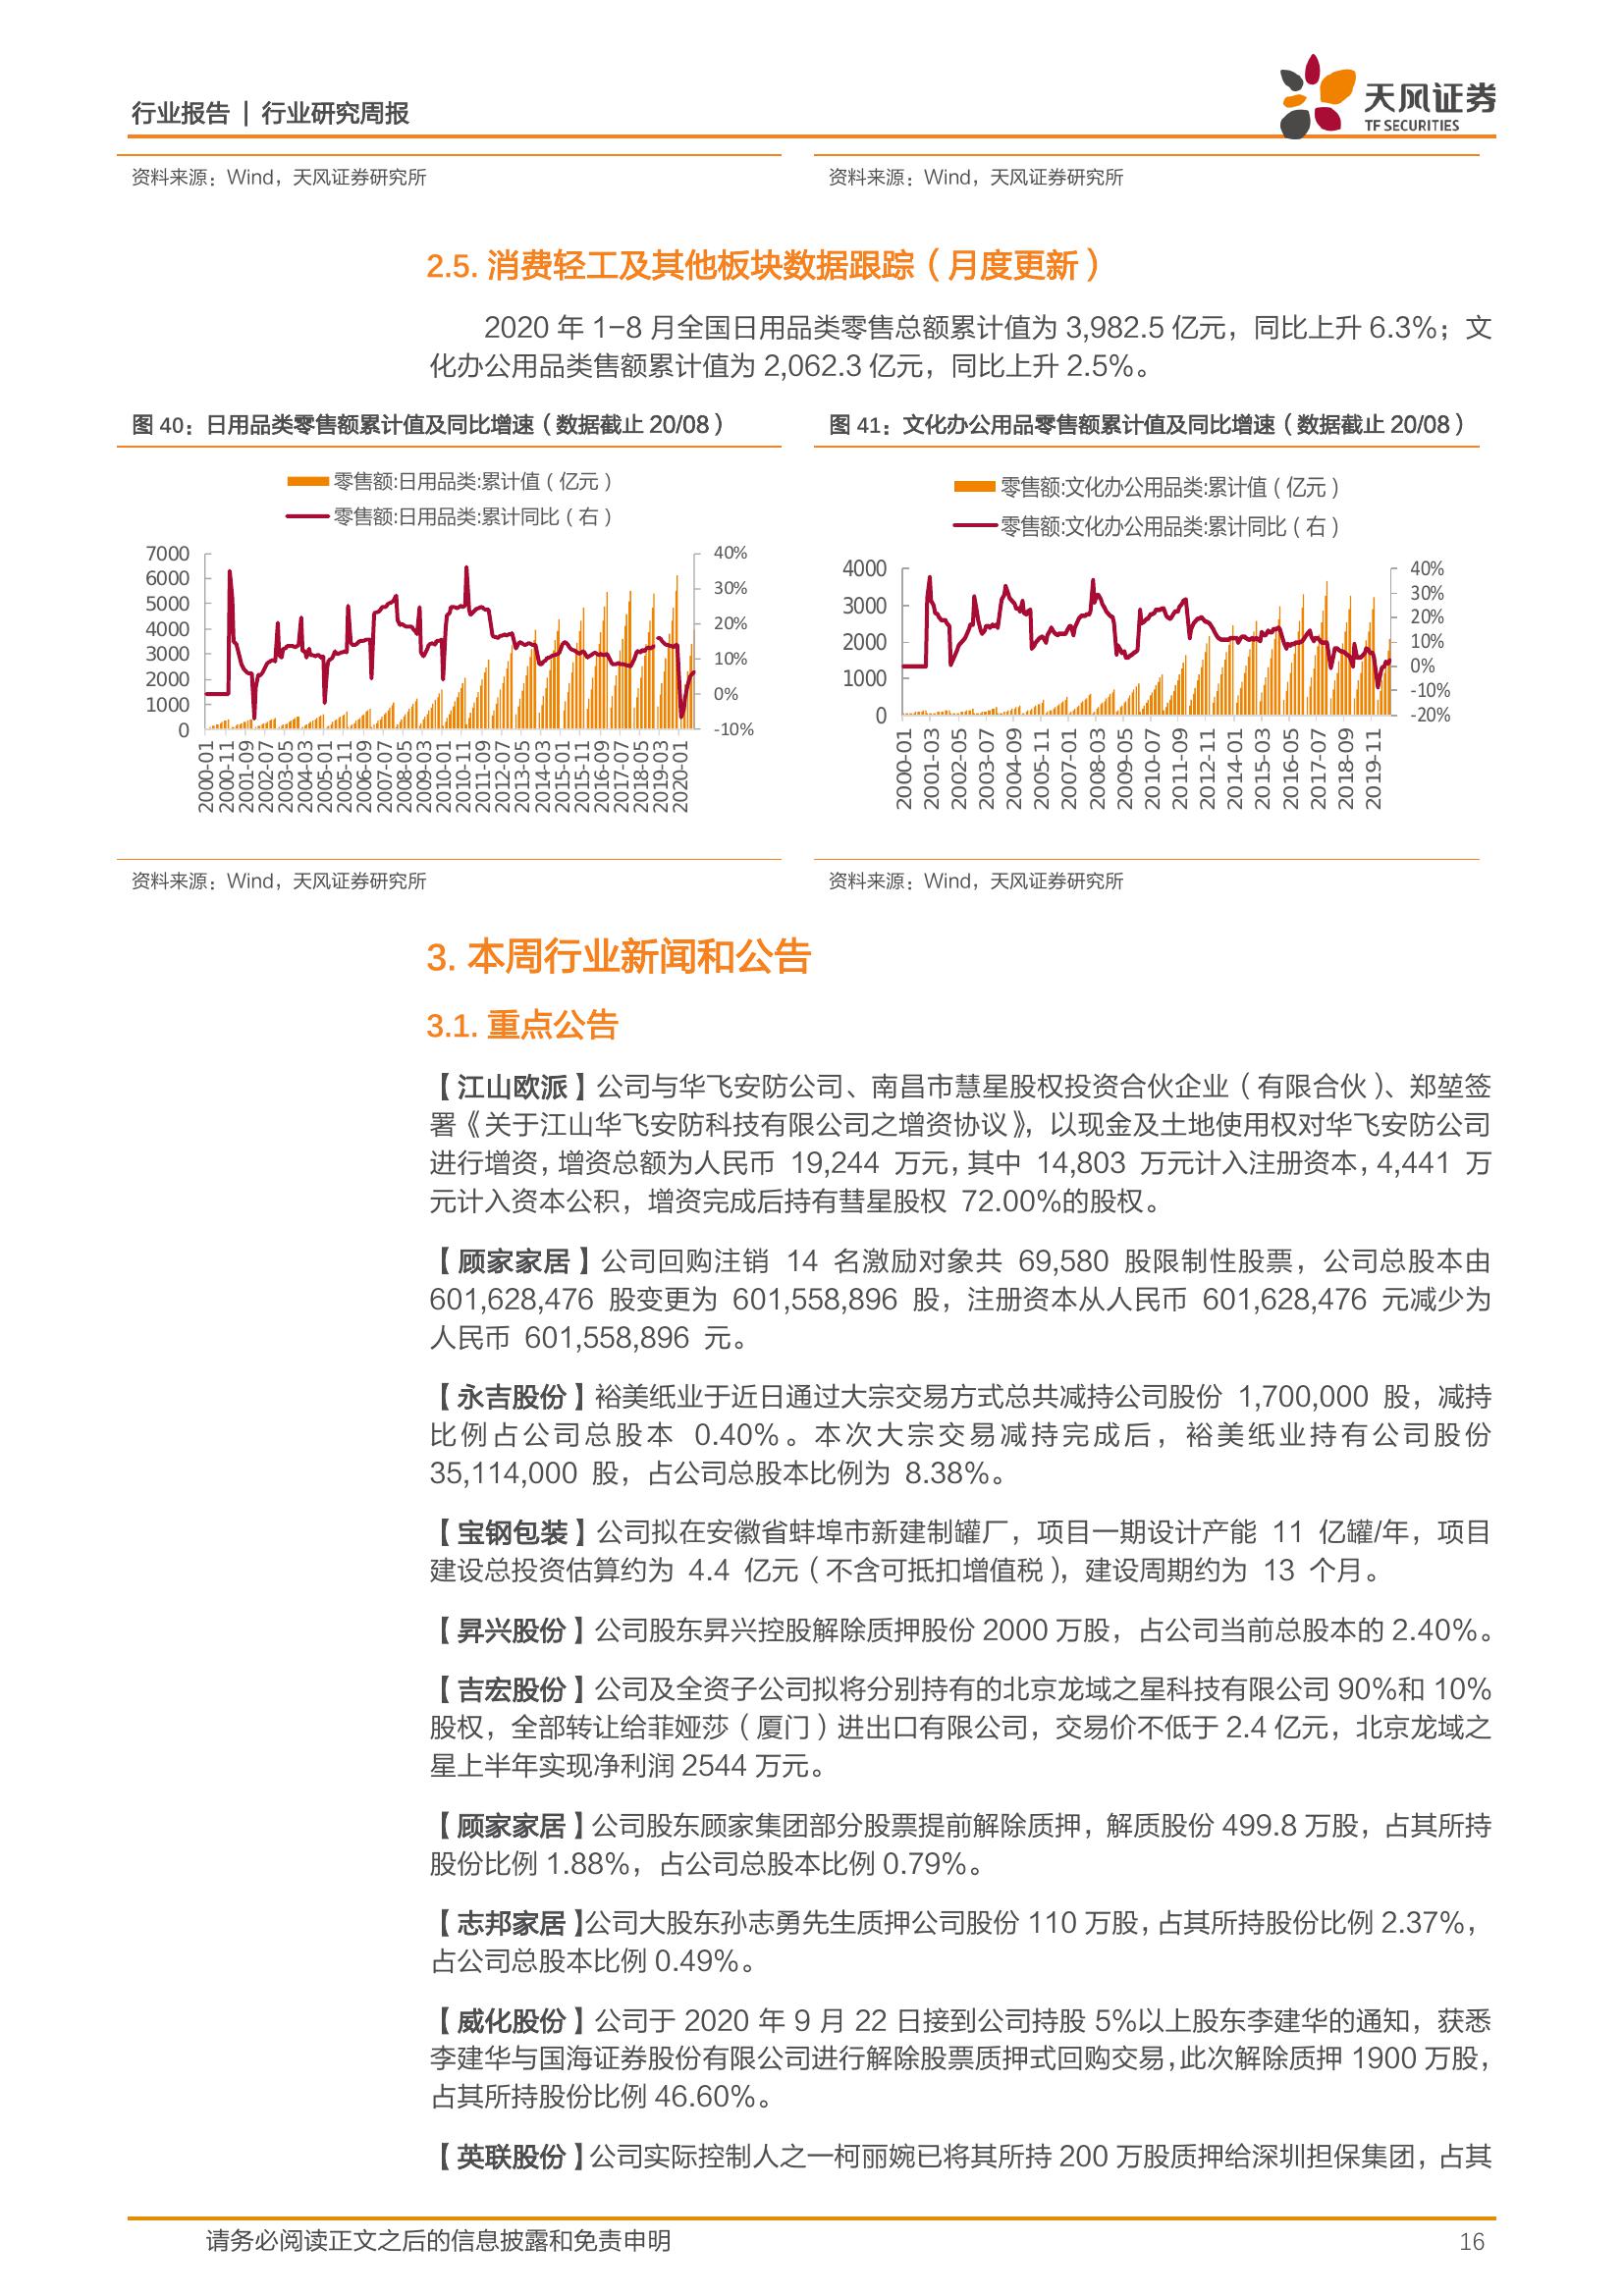 行业报告 | 行业研究周报
天风证券
TF SECURITIES
资料来源：Wind，天风证券研究所
资料来源：Wind，天风证券研究所
2.5. 消费轻工及其他板块数据跟踪（月度更新）
2020 年 1-8 月全国日用品类零售总额累计值为 3,982.5 亿元，同比上升 6.3%；文
化办公用品类售额累计值为 2,062.3 亿元，同比上升 2.5%。
图 40：日用品类零售额累计值及同比增速（数据截止 20/08）
零售额:日用品类:累计值（亿元）
零售额:日用品类:累计同比（右）
7000
6000
5000
4000
3000
2000
1000
0
40%
30%
20%
10%
0%
-10%
2000-01
2000-11
2001-09
2002-07
2003-05
2004-03
2005-01
2005-11
2006-09
2007-07
2008-05
2009-03
2010-01
2010-11
2011-09
2012-07
2013-05
2014-03
2015-01
2015-11
2016-09
2017-07
2018-05
2019-03
2020-01
图 41：文化办公用品零售额累计值及同比增速（数据截止 20/08）
零售额:文化办公用品类:累计值（亿元）
零售额:文化办公用品类:累计同比（右）
4000
3000
2000
1000
0
40%
30%
20%
10%
0%
-10%
-20%
2000-01
2001-03
2002-05
2003-07
2004-09
2005-11
2007-01
2008-03
2009-05
2010-07
2011-09
2012-11
2014-01
2015-03
2016-05
2017-07
2018-09
2019-11
资料来源：Wind，天风证券研究所
资料来源：Wind，天风证券研究所
3. 本周行业新闻和公告
3.1. 重点公告
【江山欧派】公司与华飞安防公司、南昌市慧星股权投资合伙企业（有限合伙）、郑堃签
署《关于江山华飞安防科技有限公司之增资协议》，以现金及土地使用权对华飞安防公司
进行增资，增资总额为人民币 19,244 万元，其中 14,803 万元计入注册资本，4,441 万
元计入资本公积，增资完成后持有彗星股权 72.00%的股权。
【顾家家居】公司回购注销 14 名激励对象共 69,580 股限制性股票，公司总股本由
601,628,476 股变更为 601,558,896 股，注册资本从人民币 601,628,476 元减少为
人民币 601,558,896 元。
【永吉股份】裕美纸业于近日通过大宗交易方式总共减持公司股份 1,700,000 股，减持
比例占公司总股本 0.40%。本次大宗交易减持完成后，裕美纸业持有公司股份
35,114,000 股，占公司总股本比例为 8.38%。
【宝钢包装】公司拟在安徽省蚌埠市新建制罐厂，项目一期设计产能 11 亿罐/年，项目
建设总投资估算约为 4.4 亿元（不含可抵扣增值税），建设周期约为 13 个月。
【昇兴股份】公司股东昇兴控股解除质押股份 2000 万股，占公司当前总股本的 2.40%。
【吉宏股份】公司及全资子公司拟将分别持有的北京龙域之星科技有限公司 90%和 10%
股权，全部转让给菲娅莎（厦门）进出口有限公司，交易价不低于 2.4 亿元，北京龙域之
星上半年实现净利润 2544 万元。
【顾家家居】公司股东顾家集团部分股票提前解除质押，解质股份 499.8 万股，占其所持
股份比例 1.88%，占公司总股本比例 0.79%。
【志邦家居】公司大股东孙志勇先生质押公司股份 110 万股，占其所持股份比例 2.37%，
占公司总股本比例 0.49%。
【威化股份】公司于 2020 年 9 月 22 日接到公司持股 5%以上股东李建华的通知，获悉
李建华与国海证券股份有限公司进行解除股票质押式回购交易，此次解除质押 1900 万股，
占其所持股份比例 46.60%。
【英联股份】公司实际控制人之一柯丽婉已将其所持 200 万股质押给深圳担保集团，占其
请务必阅读正文之后的信息披露和免责申明
16